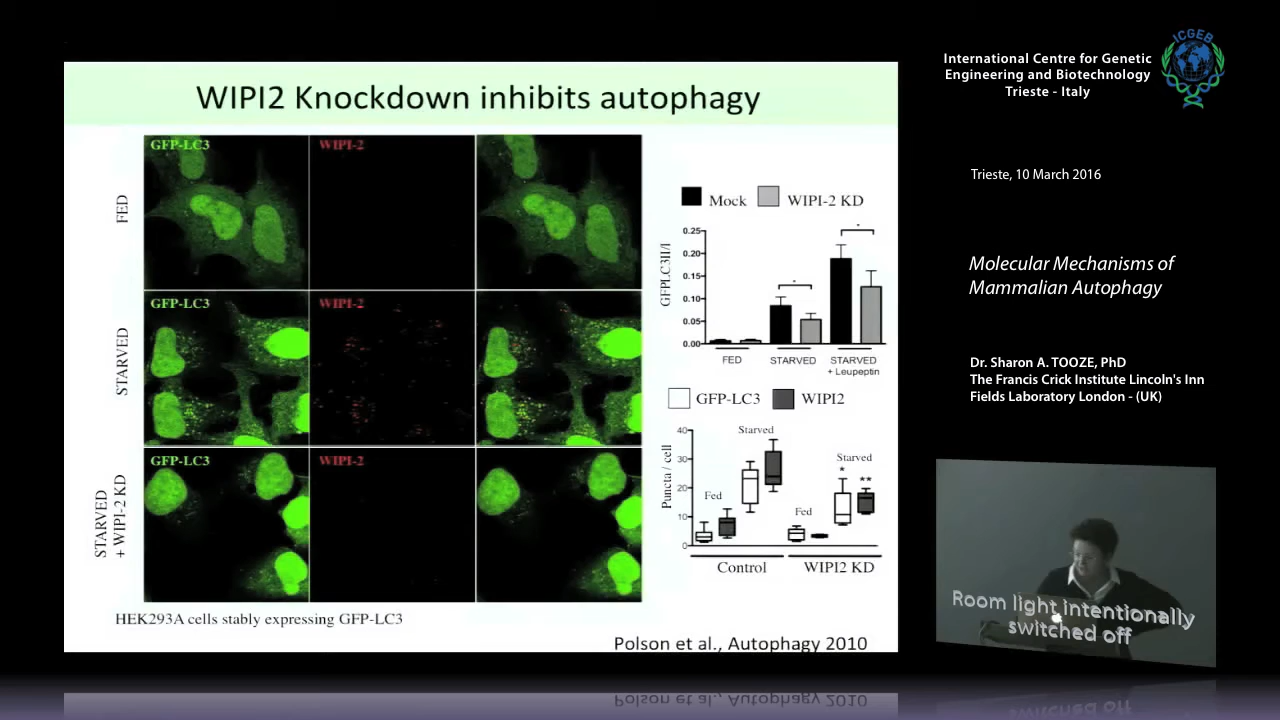 WIPI2 Knockdown inhibits autophagy
GFP-LC3
WIPI-2
FED
GFP-LC3
WIPI-2
STARVED
GFP-LC3
WIPI-2
STARVED
+ WIPI-2 KD
HEK293A cells stably expressing GFP-LC3
Mock
WIPI-2 KD
GFPLC3II/I
0.25
0.20
0.15
0.10
0.05
0.00
FED
STARVED
STARVED
+ Leupeptin
GFP-LC3
WIPI2
Puncta / cell
40
30
20
10
0
Fed
Starved
Fed
Starved
*
**
Control
WIPI2 KD
Polson et al., Autophagy 2010
International Centre for Genetic
Engineering and Biotechnology
Trieste - Italy
ICGEB
Trieste, 10 March 2016
Molecular Mechanisms of
Mammalian Autophagy
Dr. Sharon A. TOOZE, PhD
The Francis Crick Institute Lincoln's Inn
Fields Laboratory London - (UK)
Room light intentionally
switched off